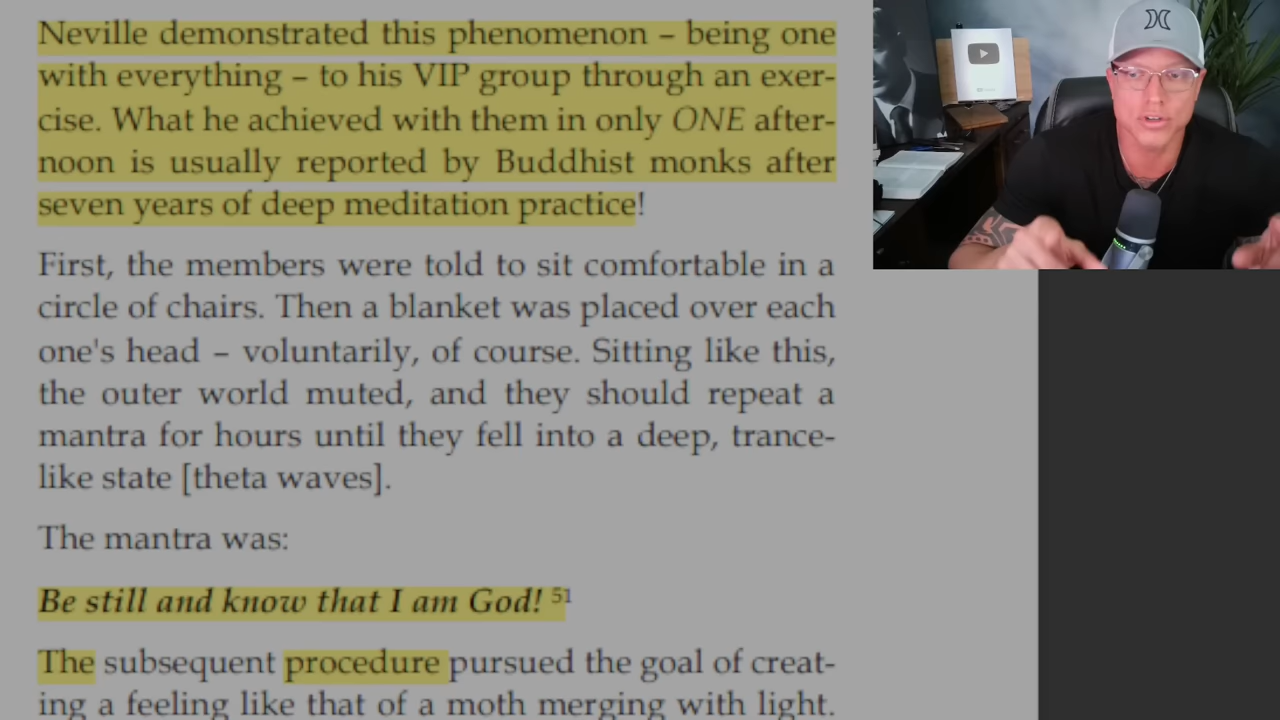 Neville demonstrated this phenomenon – being one
with everything – to his VIP group through an exer-
cise. What he achieved with them in only ONE after-
noon is usually reported by Buddhist monks after
seven years of deep meditation practice!
First, the members were told to sit comfortable in a
circle of chairs. Then a blanket was placed over each
one's head – voluntarily, of course. Sitting like this,
the outer world muted, and they should repeat a
mantra for hours until they fell into a deep, trance-
like state [theta waves].
The mantra was:
Be still and know that I am God! 51
The subsequent procedure pursued the goal of creat-
ing a feeling like that of a moth merging with light.